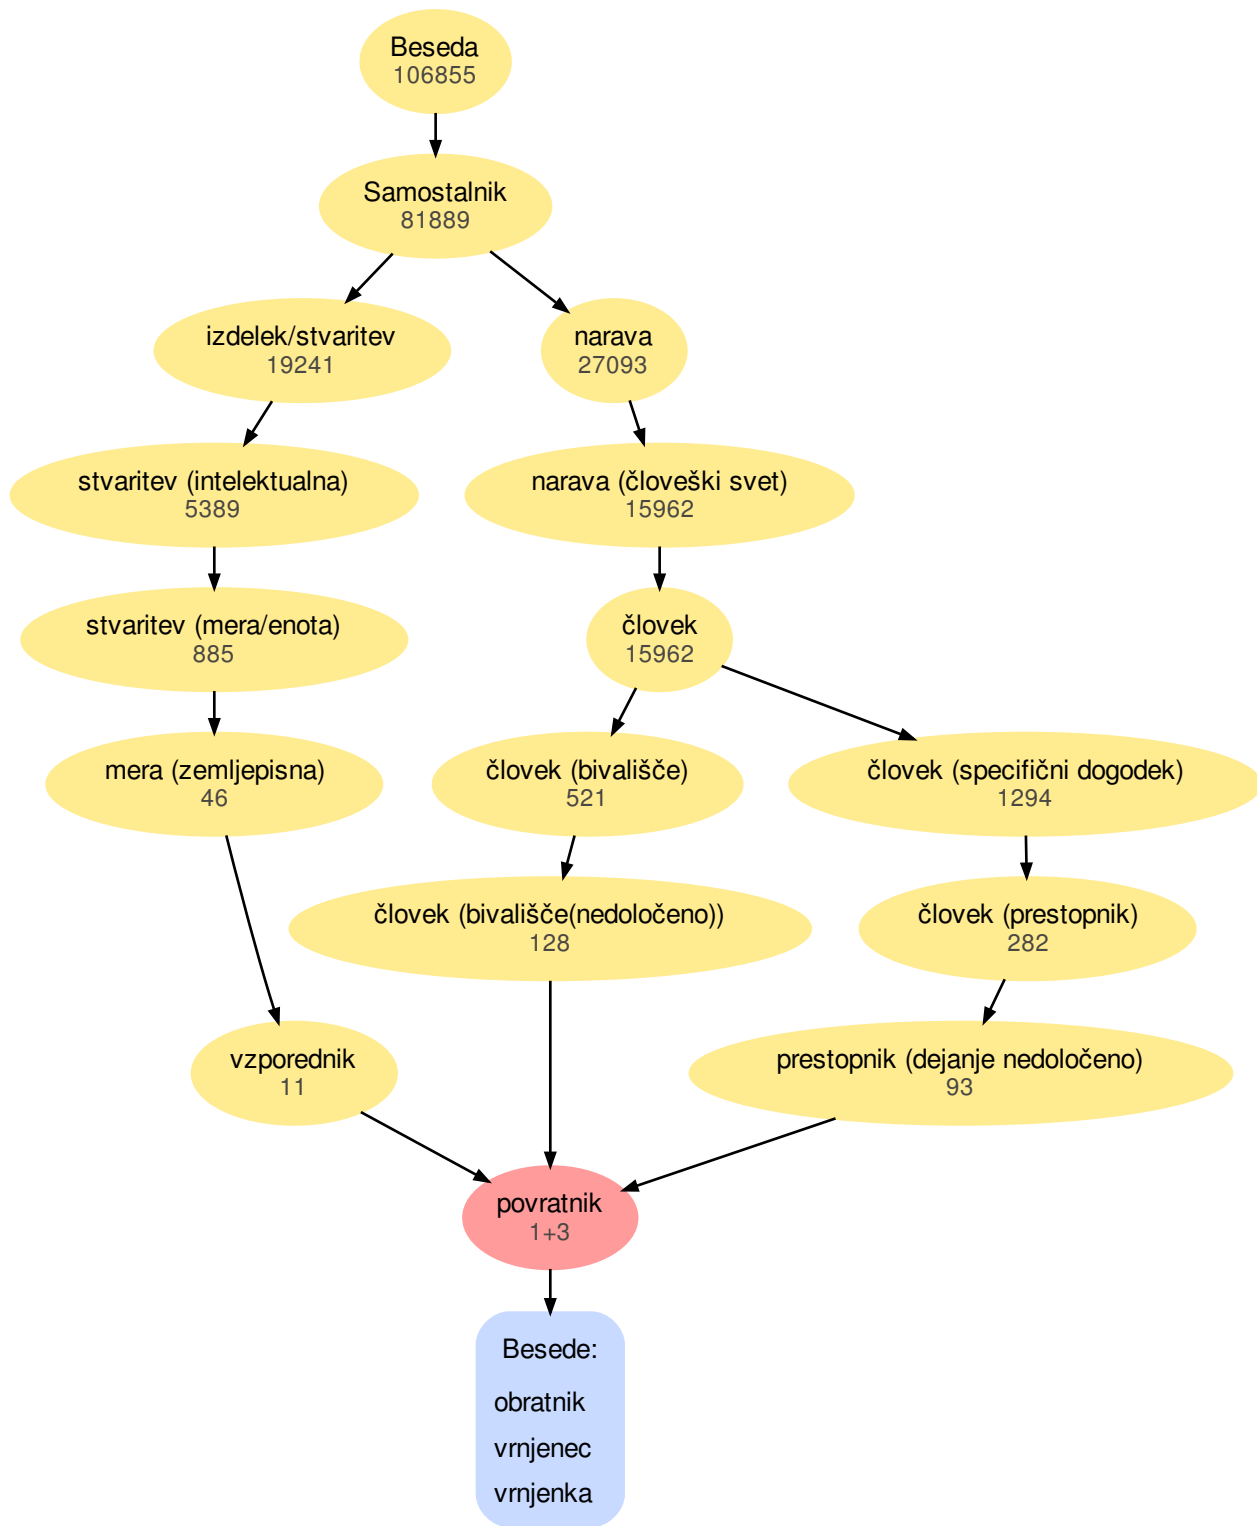 Beseda
106855
Samostalnik
81889
izdelek/stvaritev
19241
narava
27093
stvaritev (intelektualna)
5389
narava (človeški svet)
15962
stvaritev (mera/enota)
885
človek
15962
mera (zemljepisna)
46
človek (bivališče)
521
človek (specifični dogodek)
1294
človek (bivališče(nedoločeno))
128
človek (prestopnik)
282
vzporednik
11
prestopnik (dejanje nedoločeno)
93
povratnik
1+3
Besede:
obratnik
vrnjenec
vrnjenka